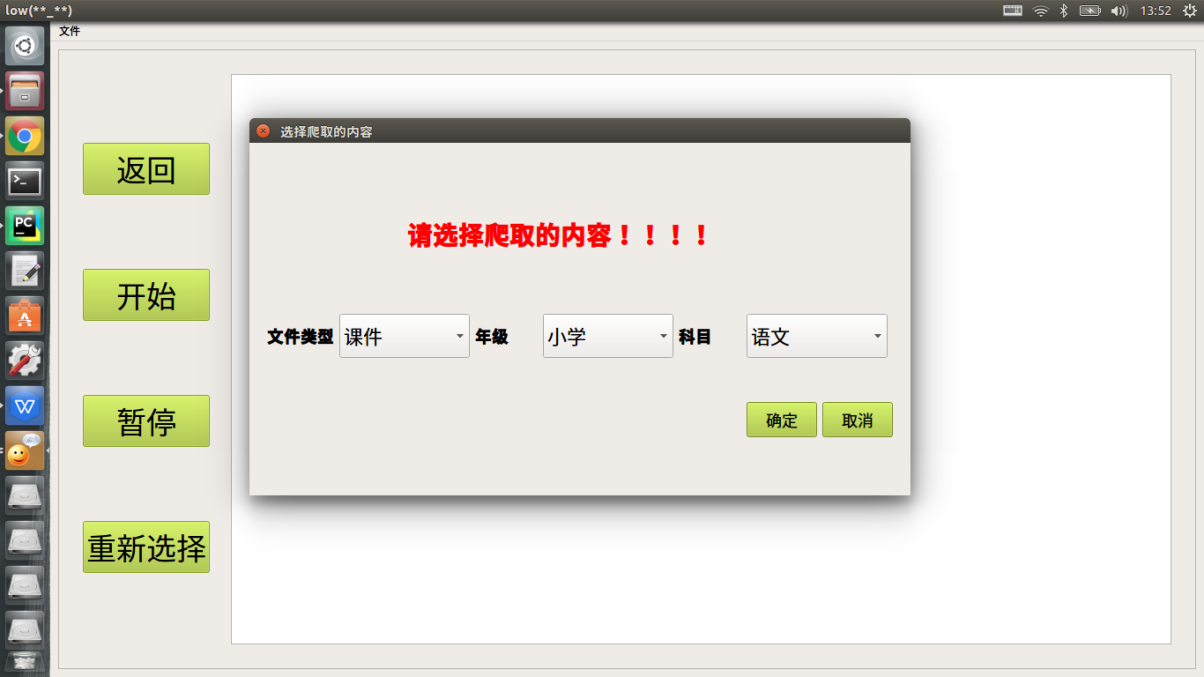 low(**_**)
13:52
文件
选择爬取的内容
返回
请选择爬取的内容！！！！
开始
文件类型 课件 年级 小学 科目 语文
暂停
确定 取消
重新选择
PC
W